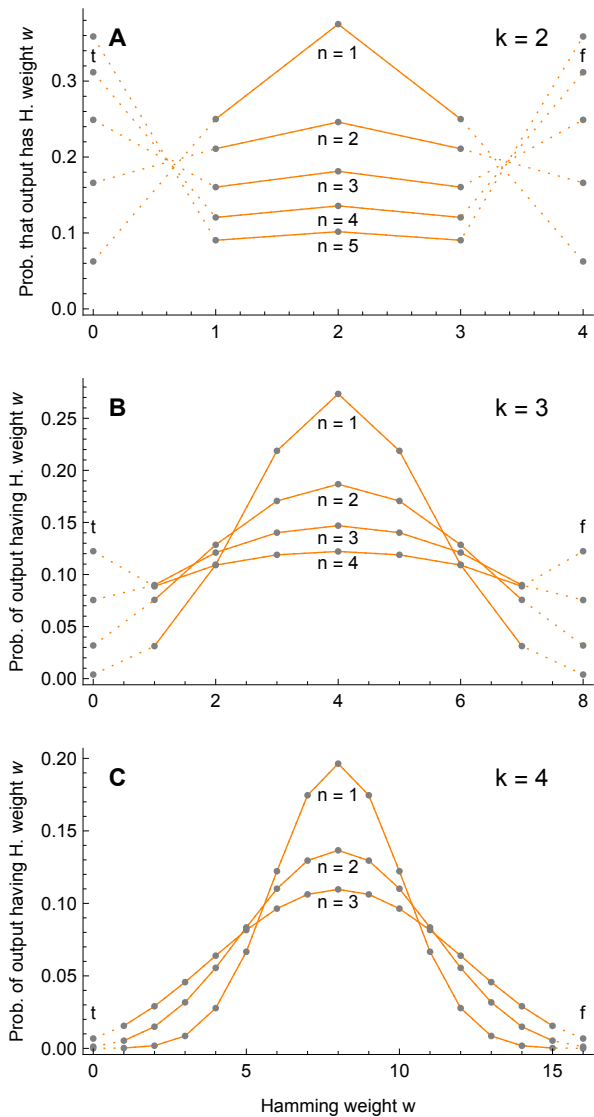 A
k = 2
t
f
n = 1
n = 2
n = 3
n = 4
n = 5
0.3
0.2
0.1
0.0
0 1 2 3 4
Prob. that output has H. weight w
B
k = 3
t
f
n = 1
n = 2
n = 3
n = 4
0.25
0.20
0.15
0.10
0.05
0.00
0 2 4 6 8
Prob. of output having H. weight w
C
k = 4
t
f
n = 1
n = 2
n = 3
0.20
0.15
0.10
0.05
0.00
0 5 10 15
Prob. of output having H. weight w
Hamming weight w